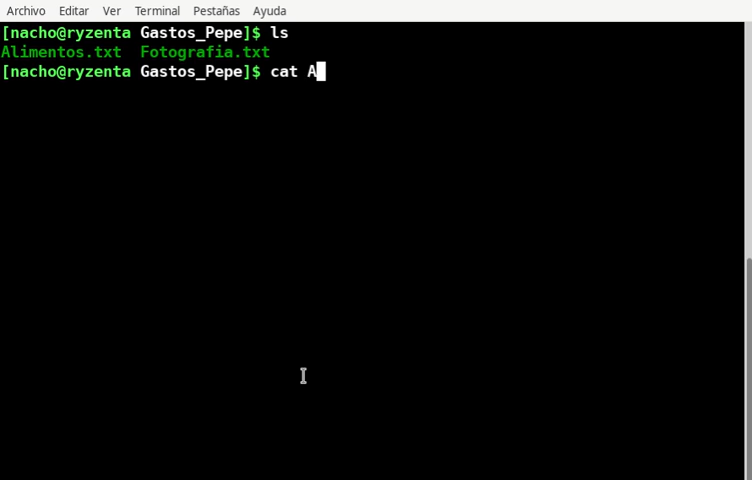 Archivo Editar Ver Terminal Pestañas Ayuda
[nacho@ryzenta Gastos_Pepe]$ ls
Alimentos.txt  Fotografia.txt
[nacho@ryzenta Gastos_Pepe]$ cat A